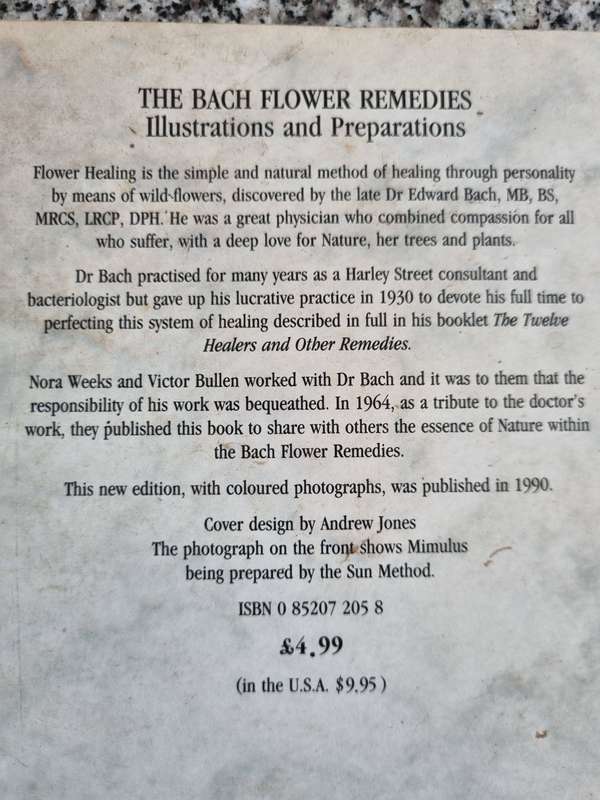 THE BACH FLOWER REMEDIES
Illustrations and Preparations
Flower Healing is the simple and natural method of healing through personality
by means of wild flowers, discovered by the late Dr Edward Bach, MB, BS,
MRCS, LRCP, DPH. He was a great physician who combined compassion for all
who suffer, with a deep love for Nature, her trees and plants.
Dr Bach practised for many years as a Harley Street consultant and
bacteriologist but gave up his lucrative practice in 1930 to devote his full time to
perfecting this system of healing described in full in his booklet The Twelve
Healers and Other Remedies.
Nora Weeks and Victor Bullen worked with Dr Bach and it was to them that the
responsibility of his work was bequeathed. In 1964, as a tribute to the doctor's
work, they published this book to share with others the essence of Nature within
the Bach Flower Remedies.
This new edition, with coloured photographs, was published in 1990.
Cover design by Andrew Jones
The photograph on the front shows Mimulus
being prepared by the Sun Method.
ISBN 0 85207 205 8
£4.99
(in the U.S.A. $9.95)